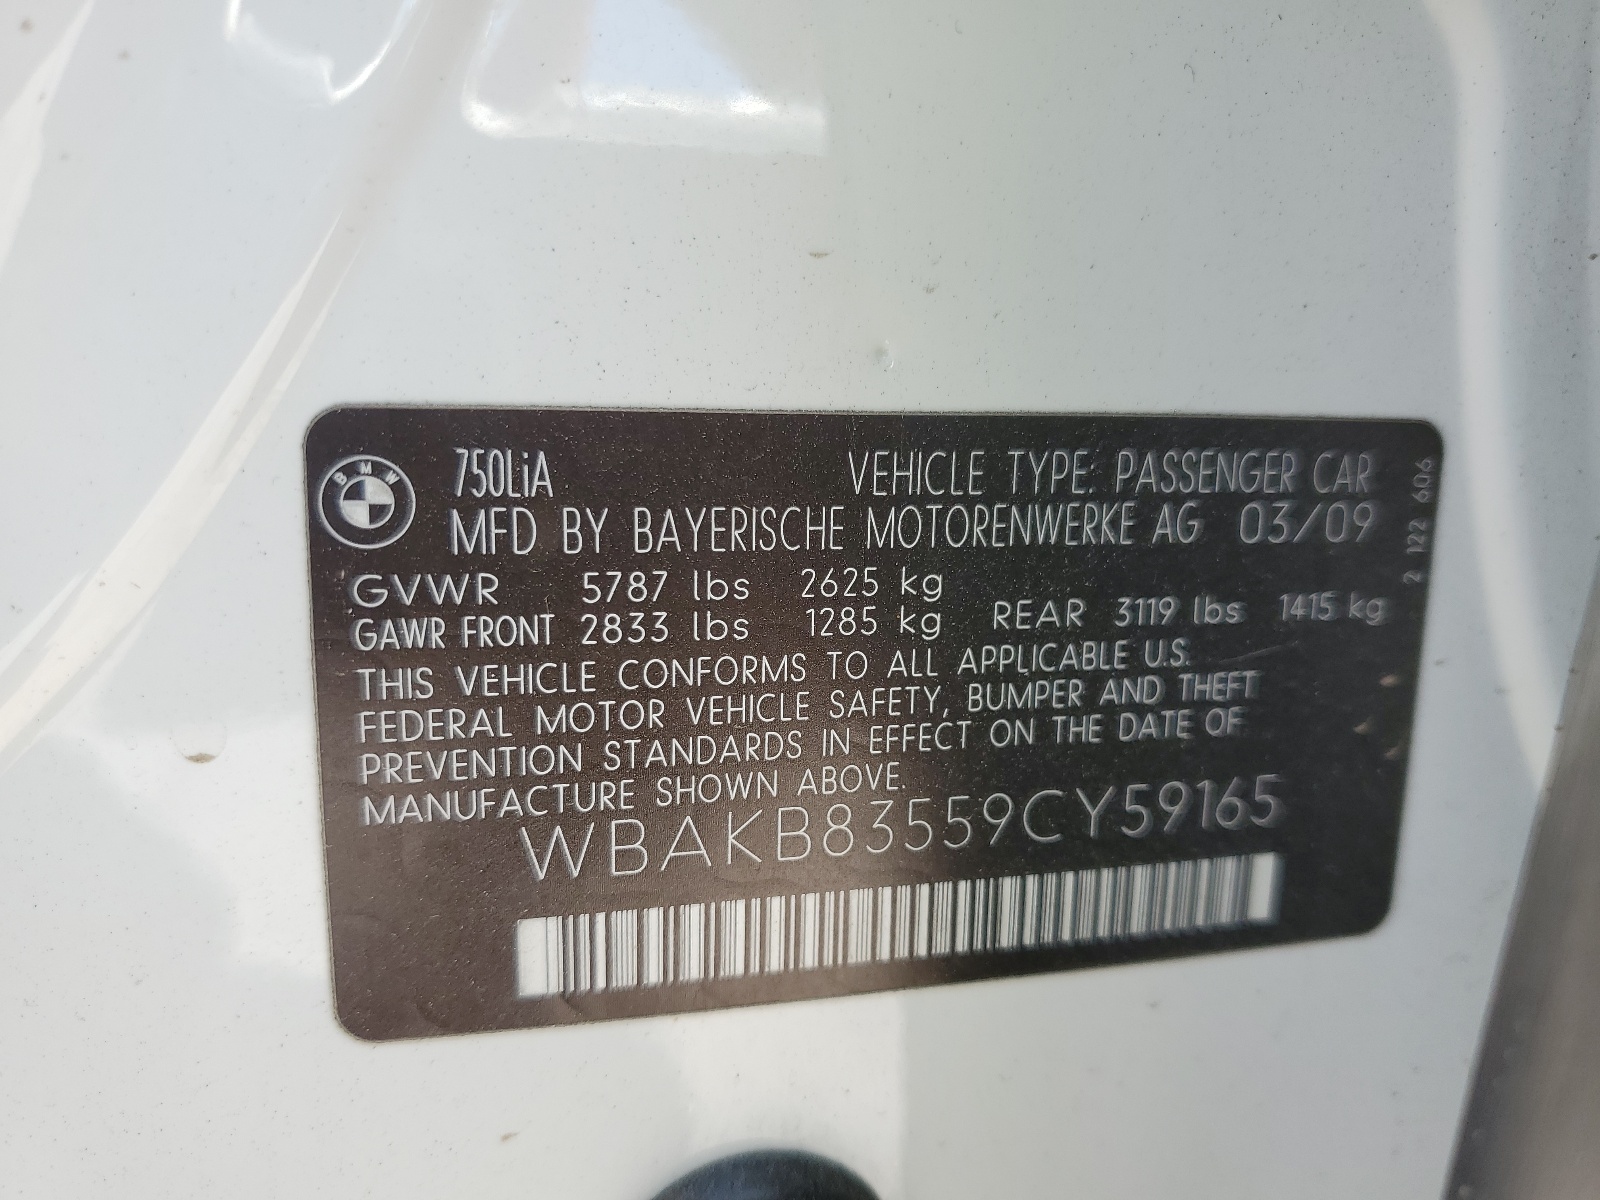 BMW
750LiA VEHICLE TYPE: PASSENGER CAR
MFD BY BAYERISCHE MOTORENWERKE AG 03/09
GVWR 5787 lbs 2625 kg
GAWR FRONT 2833 lbs 1285 kg REAR 3119 lbs 1415 kg
THIS VEHICLE CONFORMS TO ALL APPLICABLE U.S.
FEDERAL MOTOR VEHICLE SAFETY, BUMPER AND THEFT
PREVENTION STANDARDS IN EFFECT ON THE DATE OF
MANUFACTURE SHOWN ABOVE.
WBAKB83559CY59165
2 122 606